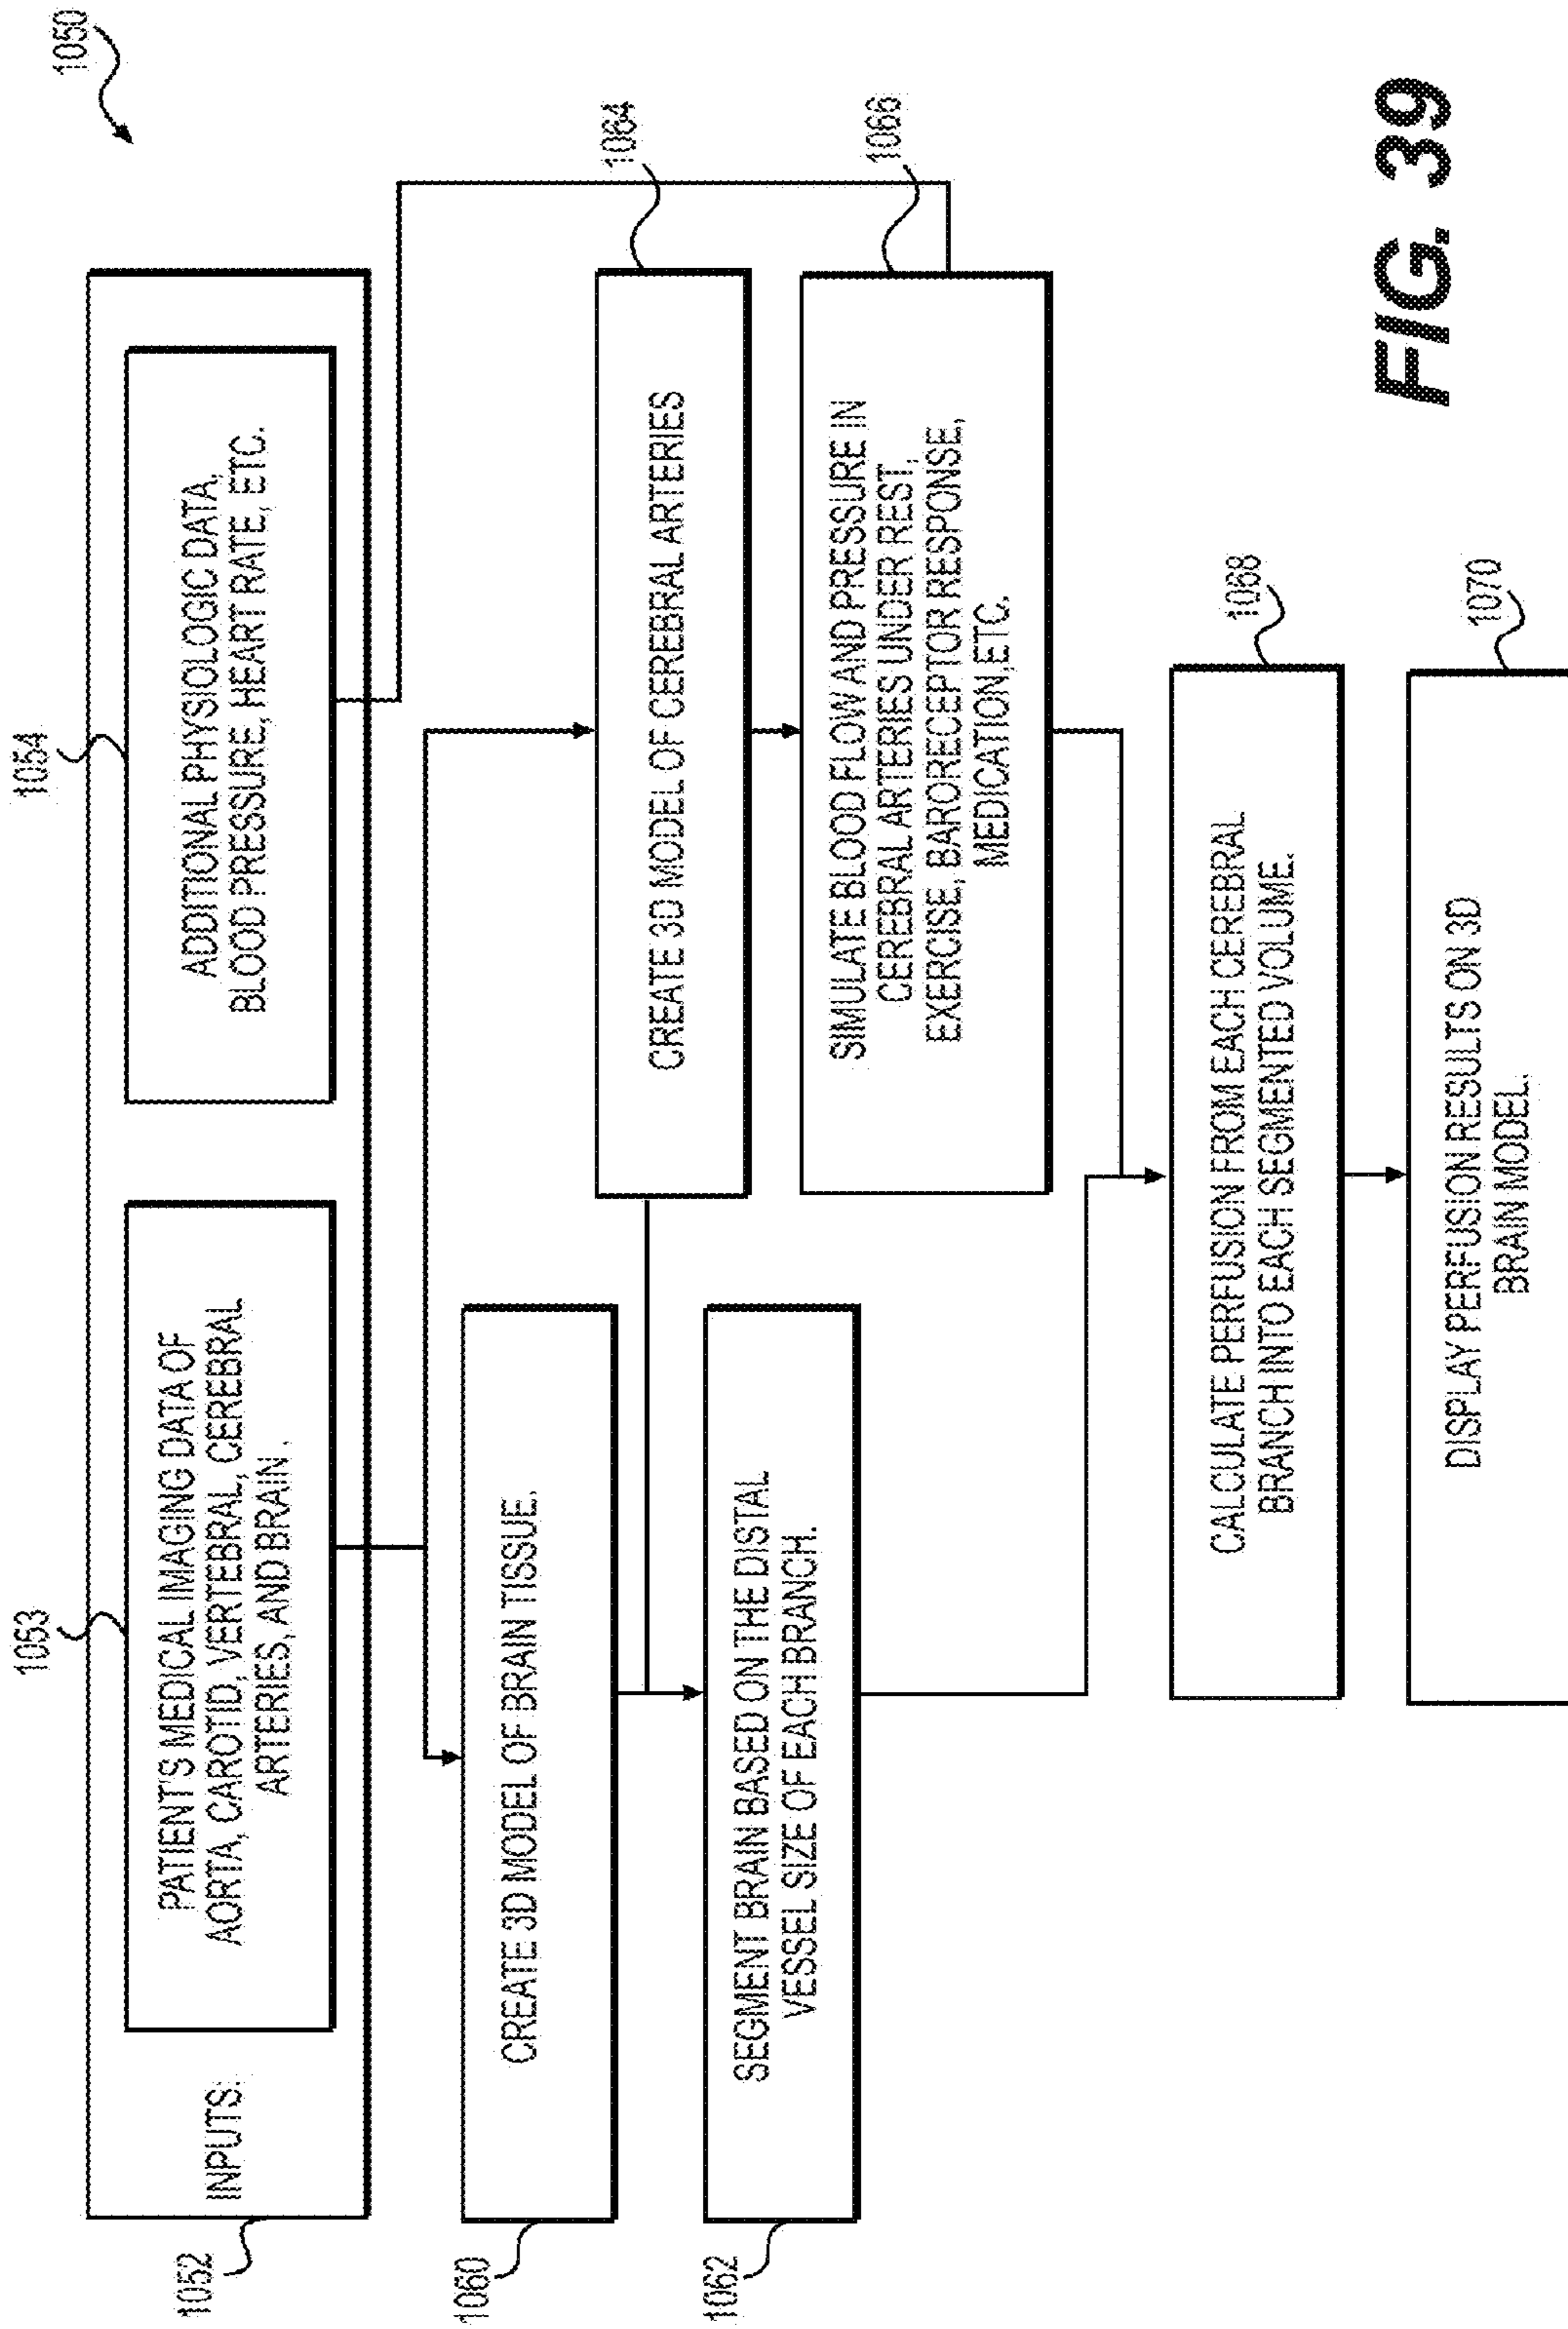 1050
1054
1053
1052
INPUTS:
PATIENT'S MEDICAL IMAGING DATA OF
AORTA, CAROTID, VERTEBRAL, CEREBRAL
ARTERIES, AND BRAIN.
ADDITIONAL PHYSIOLOGIC DATA,
BLOOD PRESSURE, HEART RATE, ETC.
1060
CREATE 3D MODEL OF BRAIN TISSUE.
1064
CREATE 3D MODEL OF CEREBRAL ARTERIES
1062
SEGMENT BRAIN BASED ON THE DISTAL
VESSEL SIZE OF EACH BRANCH.
1066
SIMULATE BLOOD FLOW AND PRESSURE IN
CEREBRAL ARTERIES UNDER REST,
EXERCISE, BARORECEPTOR RESPONSE,
MEDICATION,ETC.
1068
CALCULATE PERFUSION FROM EACH CEREBRAL
BRANCH INTO EACH SEGMENTED VOLUME.
1070
DISPLAY PERFUSION RESULTS ON 3D
BRAIN MODEL.
FIG. 39